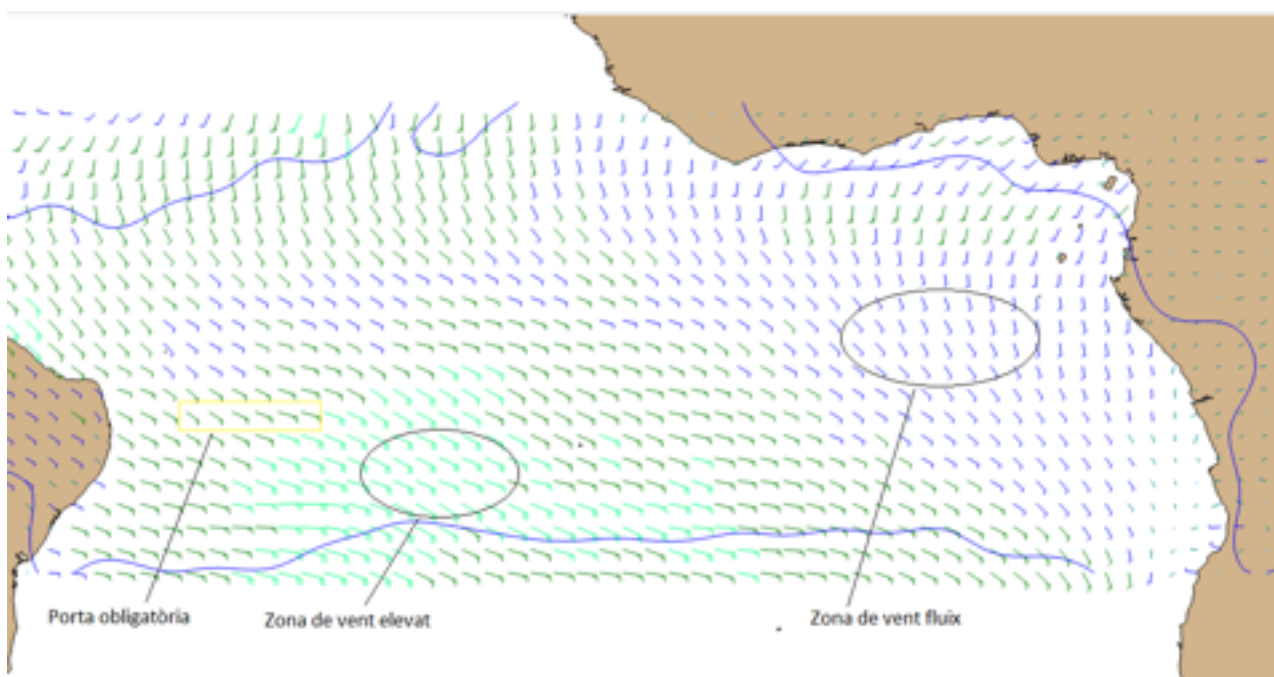 Porta obligatòria
Zona de vent elevat
Zona de vent fluix